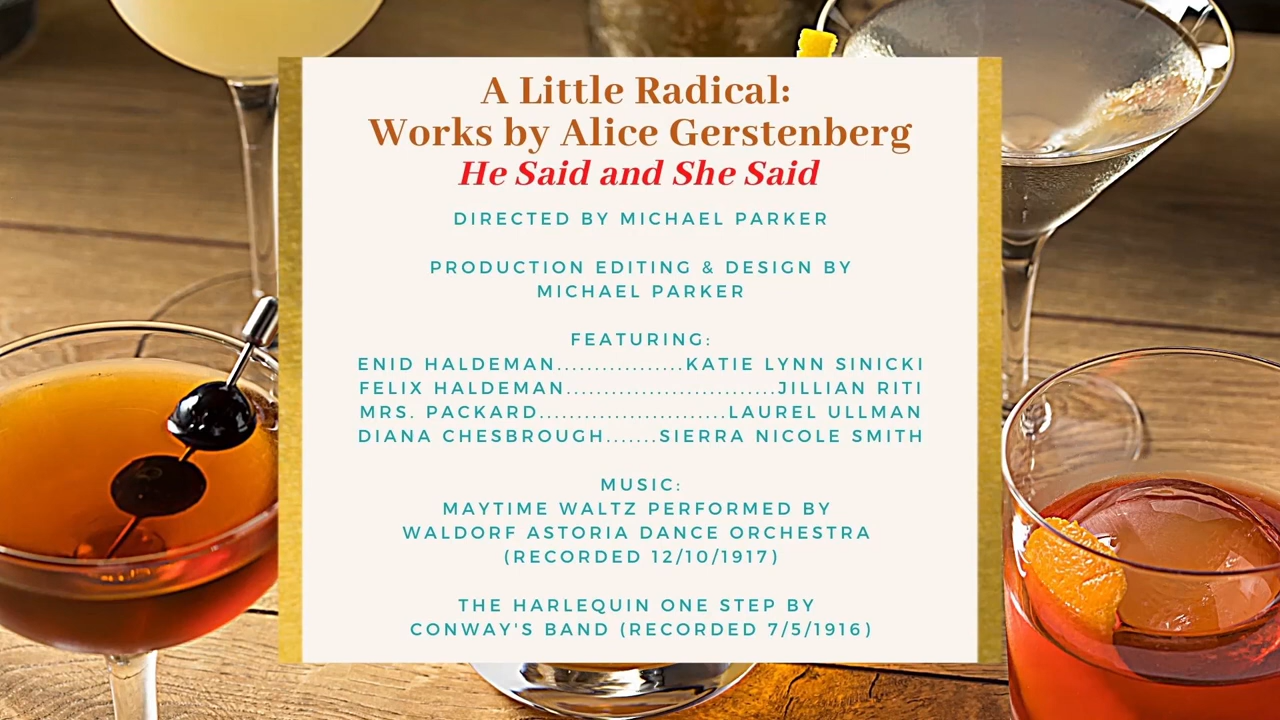 A Little Radical:
Works by Alice Gerstenberg
He Said and She Said
DIRECTED BY MICHAEL PARKER
PRODUCTION EDITING & DESIGN BY
MICHAEL PARKER
FEATURING:
ENID HALDEMAN.................KATIE LYNN SINICKI
FELIX HALDEMAN............................JILLIAN RITI
MRS. PACKARD.........................LAUREL ULLMAN
DIANA CHESBROUGH.......SIERRA NICOLE SMITH
MUSIC:
MAYTIME WALTZ PERFORMED BY
WALDORF ASTORIA DANCE ORCHESTRA
(RECORDED 12/10/1917)
THE HARLEQUIN ONE STEP BY
CONWAY'S BAND (RECORDED 7/5/1916)